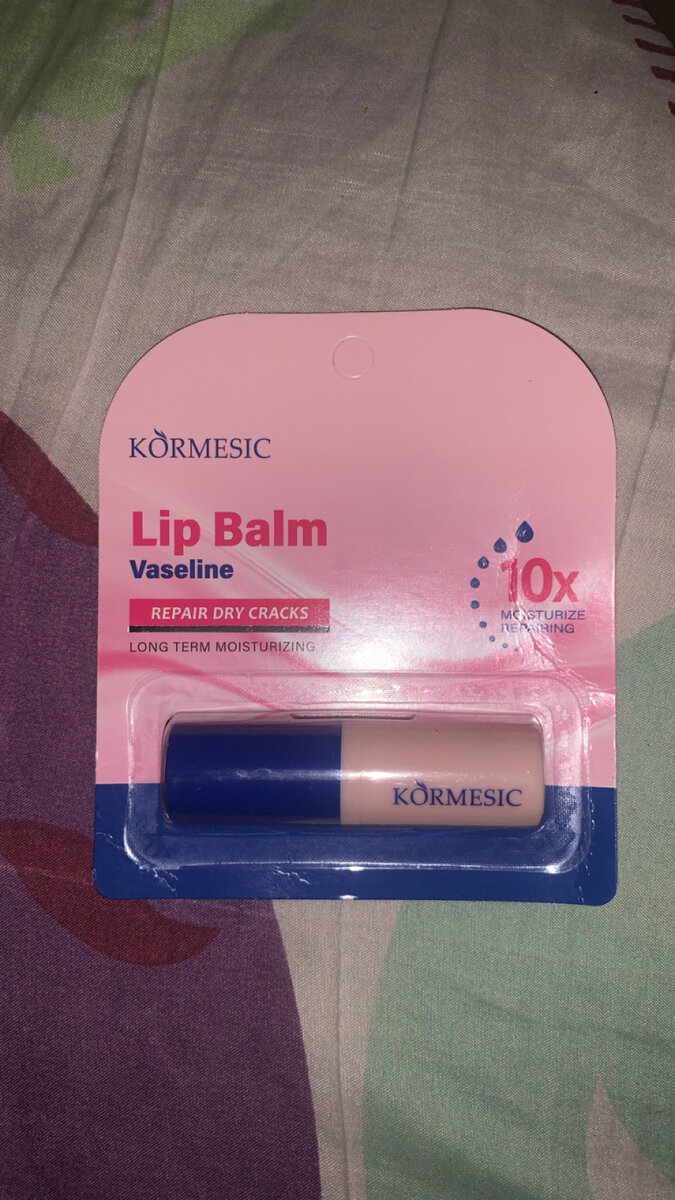 KORMESIC
Lip Balm
Vaseline
REPAIR DRY CRACKS
LONG TERM MOISTURIZING
10x
MOISTURIZE
REPAIRING
KORMESIC